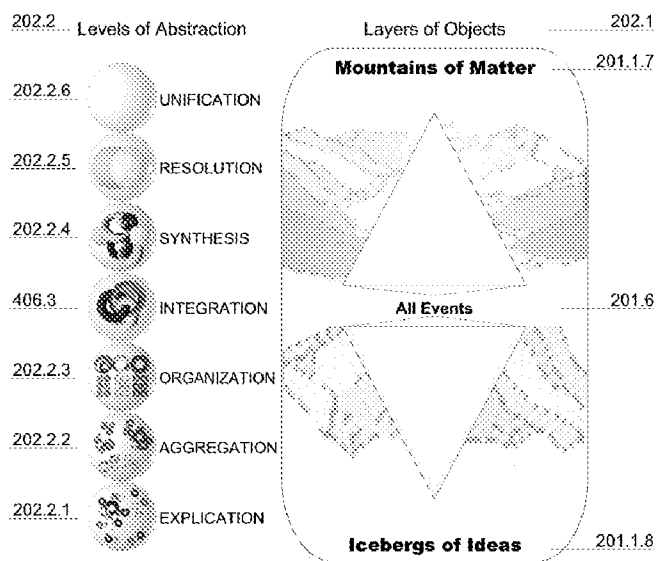 202.2 Levels of Abstraction Layers of Objects 202.1
Mountains of Matter 201.1.7
202.2.6 UNIFICATION
202.2.5 RESOLUTION
202.2.4 SYNTHESIS
406.3 INTEGRATION All Events 201.6
202.2.3 ORGANIZATION
202.2.2 AGGREGATION
202.2.1 EXPLICATION
Icebergs of Ideas 201.1.8